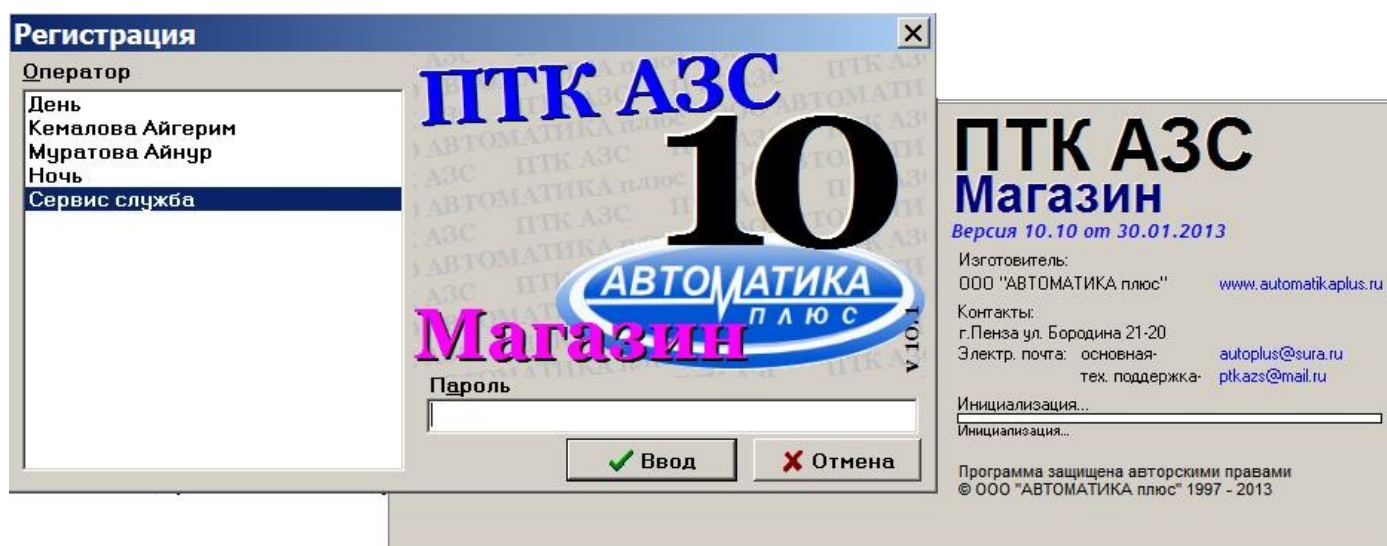 Регистрация
Оператор
День
Кемалова Айгерим
Муратова Айнур
Ночь
Сервис служба
ПТК АЗС
10
АВТОМАТИКА
ПЛЮС
Магазин
v 10.1
Пароль
Ввод
Отмена
ПТК АЗС
Магазин
Версия 10.10 от 30.01.2013
Изготовитель:
ООО "АВТОМАТИКА плюс" www.automatikaplus.ru
Контакты:
г.Пенза ул. Бородина 21-20
Электр. почта: основная- autoplus@sura.ru
тех. поддержка- ptkazs@mail.ru
Инициализация...
Инициализация...
Программа защищена авторскими правами
© ООО "АВТОМАТИКА плюс" 1997 - 2013